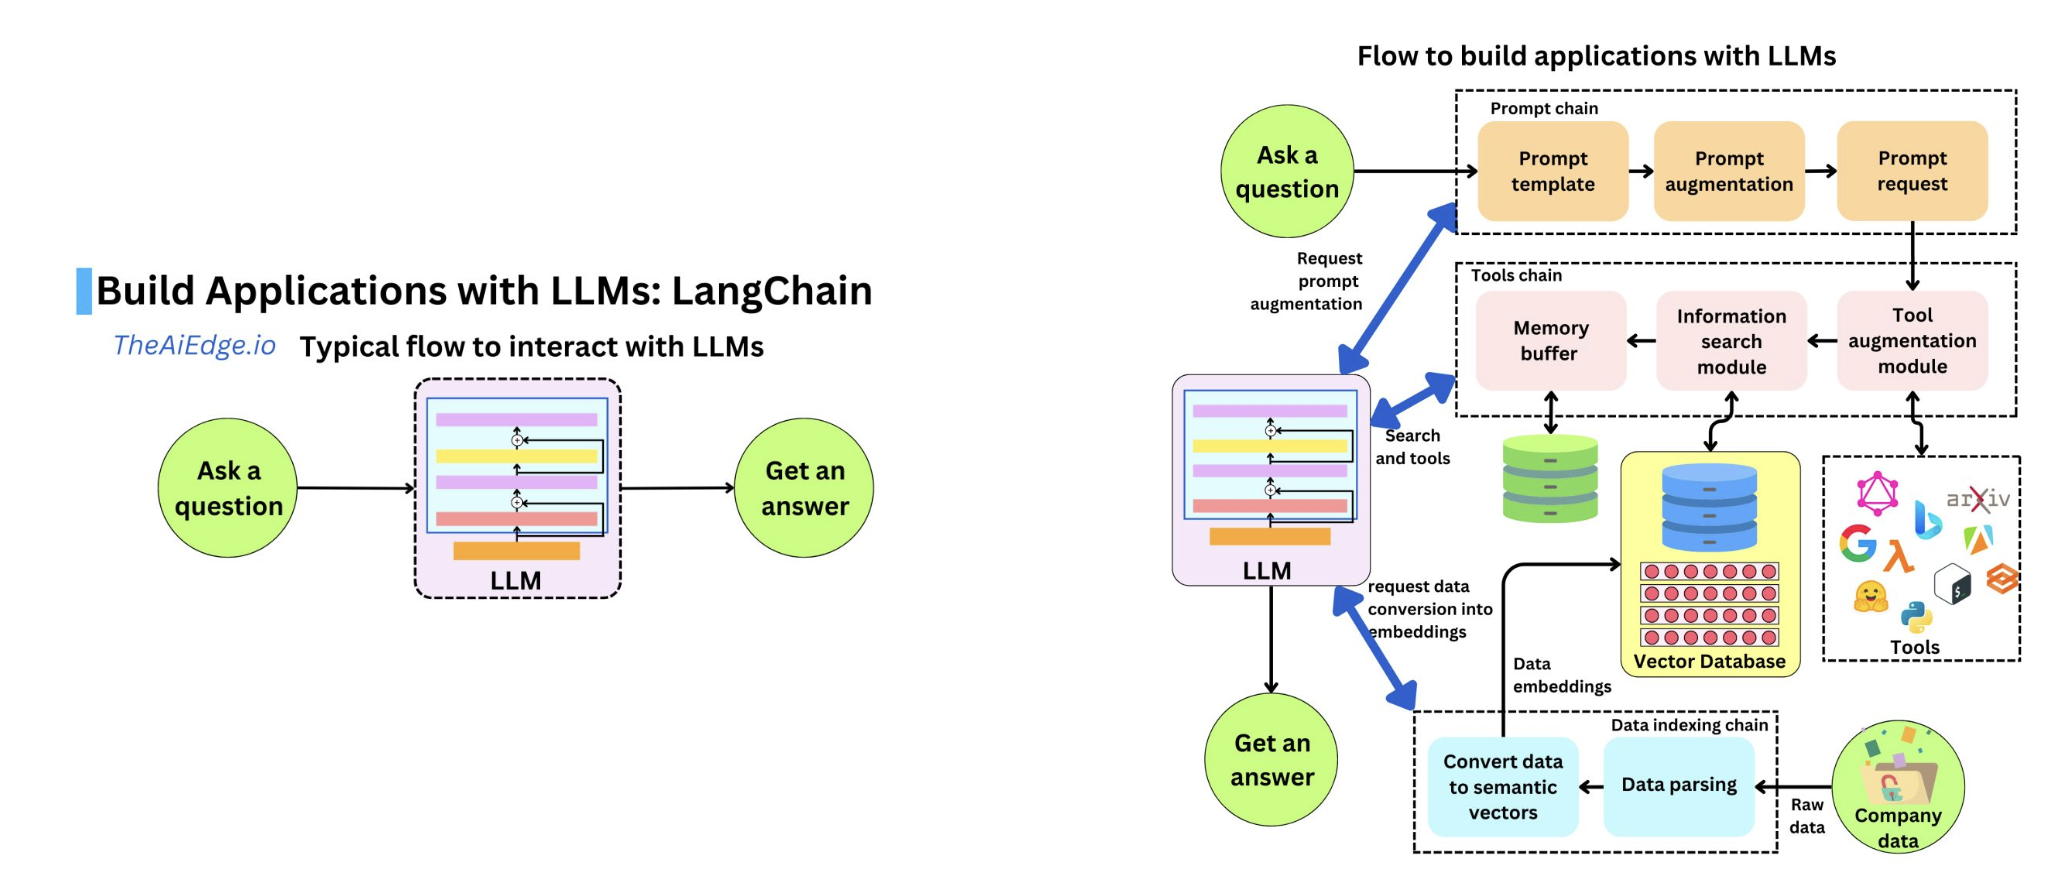 Build Applications with LLMs: LangChain
TheAiEdge.io
Typical flow to interact with LLMs
Ask a
question
LLM
Get an
answer
Flow to build applications with LLMs
Ask a
question
Prompt chain
Prompt
template
Prompt
augmentation
Prompt
request
Request
prompt
augmentation
Tools chain
Memory
buffer
Information
search
module
Tool
augmentation
module
Search
and tools
LLM
arXiv
$_
Tools
Vector Database
request data
conversion into
embeddings
Data
embeddings
Get an
answer
Data indexing chain
Convert data
to semantic
vectors
Data parsing
Raw
data
Company
data